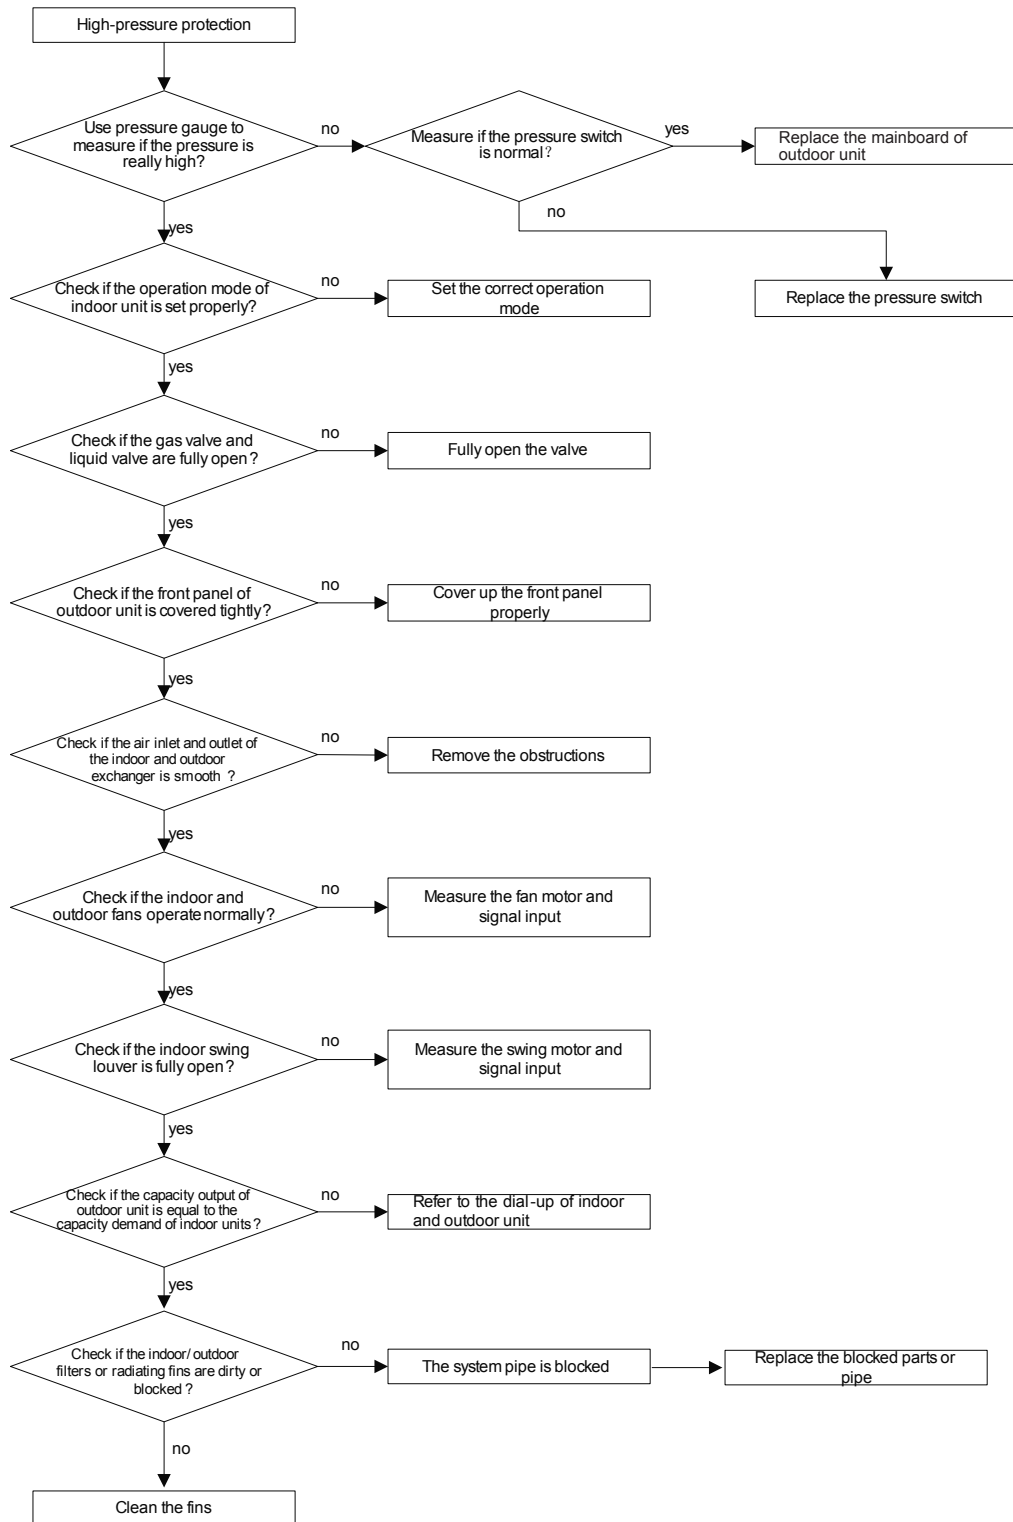 High-pressure protection
Use pressure gauge to
measure if the pressure is
really high?
no
Measure if the pressure switch
is normal?
yes
Replace the mainboard of
outdoor unit
no
Replace the pressure switch
yes
Check if the operation mode of
indoor unit is set properly?
no
Set the correct operation
mode
yes
Check if the gas valve and
liquid valve are fully open?
no
Fully open the valve
yes
Check if the front panel of
outdoor unit is covered tightly?
no
Cover up the front panel
properly
yes
Check if the air inlet and outlet of
the indoor and outdoor
exchanger is smooth ?
no
Remove the obstructions
yes
Check if the indoor and
outdoor fans operate normally?
no
Measure the fan motor and
signal input
yes
Check if the indoor swing
louver is fully open?
no
Measure the swing motor and
signal input
yes
Check if the capacity output of
outdoor unit is equal to the
capacity demand of indoor units?
no
Refer to the dial-up of indoor
and outdoor unit
yes
Check if the indoor/ outdoor
filters or radiating fins are dirty or
blocked?
no
The system pipe is blocked
Replace the blocked parts or
pipe
no
Clean the fins